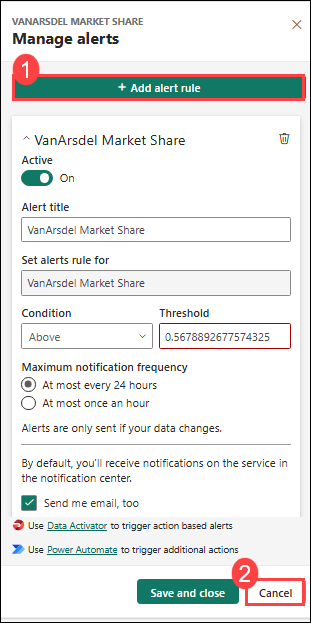 VANARSDEL MARKET SHARE
Manage alerts
1
+ Add alert rule
VanArsdel Market Share
Active
On
Alert title
VanArsdel Market Share
Set alerts rule for
VanArsdel Market Share
Condition Threshold
Above 0.5678892677574325
Maximum notification frequency
At most every 24 hours
At most once an hour
Alerts are only sent if your data changes.
By default, you'll receive notifications on the service in
the notification center.
Send me email, too
Use Data Activator to trigger action based alerts
Use Power Automate to trigger additional actions
2
Save and close Cancel